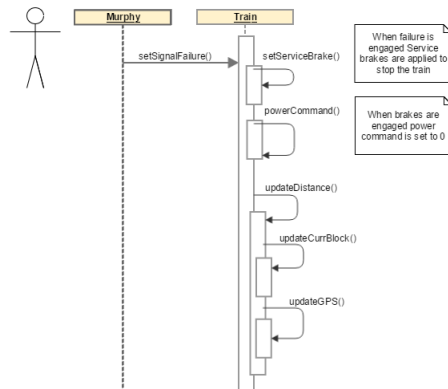 Murphy
Train
setSignalFailure()
setServiceBrake()
When failure is
engaged Service
brakes are applied to
stop the train
powerCommand()
When brakes are
engaged power
command is set to 0
updateDistance()
updateCurrBlock()
updateGPS()